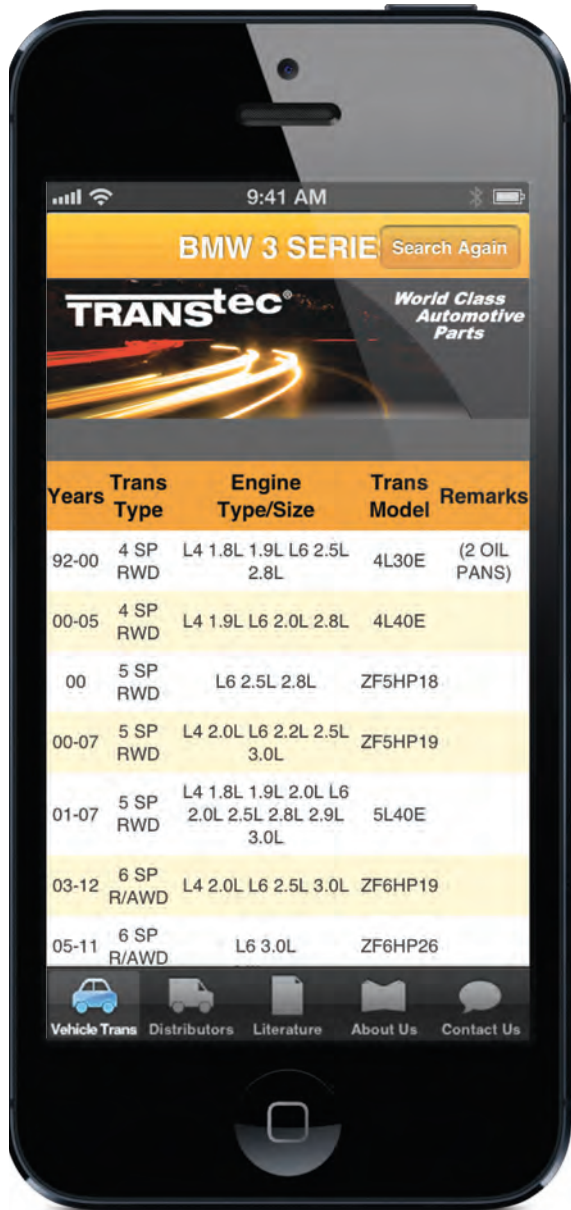 9:41 AM
BMW 3 SERIE
Search Again
TRANStec®
World Class
Automotive
Parts
Years Trans Type Engine Type/Size Trans Model Remarks
92-00 4 SP RWD L4 1.8L 1.9L L6 2.5L 2.8L 4L30E (2 OIL PANS)
00-05 4 SP RWD L4 1.9L L6 2.0L 2.8L 4L40E
00 5 SP RWD L6 2.5L 2.8L ZF5HP18
00-07 5 SP RWD L4 2.0L L6 2.2L 2.5L 3.0L ZF5HP19
01-07 5 SP RWD L4 1.8L 1.9L 2.0L L6 2.0L 2.5L 2.8L 2.9L 3.0L 5L40E
03-12 6 SP R/AWD L4 2.0L L6 2.5L 3.0L ZF6HP19
05-11 6 SP R/AWD L6 3.0L ZF6HP26
Vehicle Trans Distributors Literature About Us Contact Us